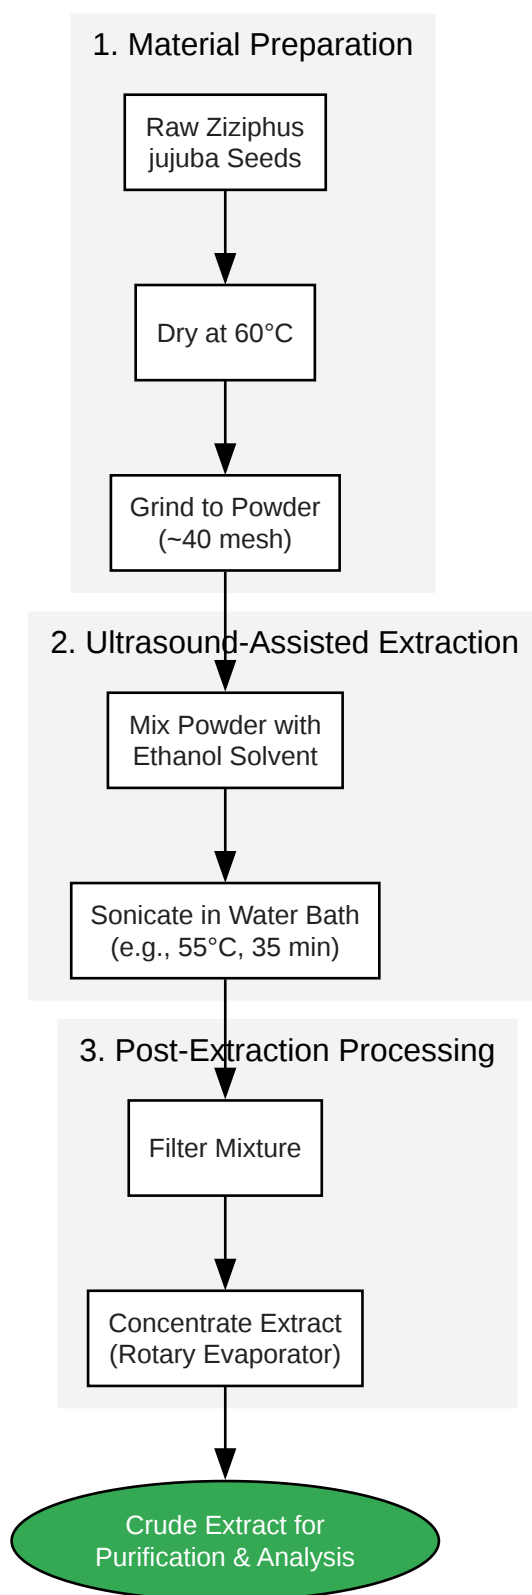 1. Material Preparation
Raw Ziziphus
jujuba Seeds
Dry at 60°C
Grind to Powder
(~40 mesh)
2. Ultrasound-Assisted Extraction
Mix Powder with
Ethanol Solvent
Sonicate in Water Bath
(e.g., 55°C, 35 min)
3. Post-Extraction Processing
Filter Mixture
Concentrate Extract
(Rotary Evaporator)
Crude Extract for
Purification & Analysis